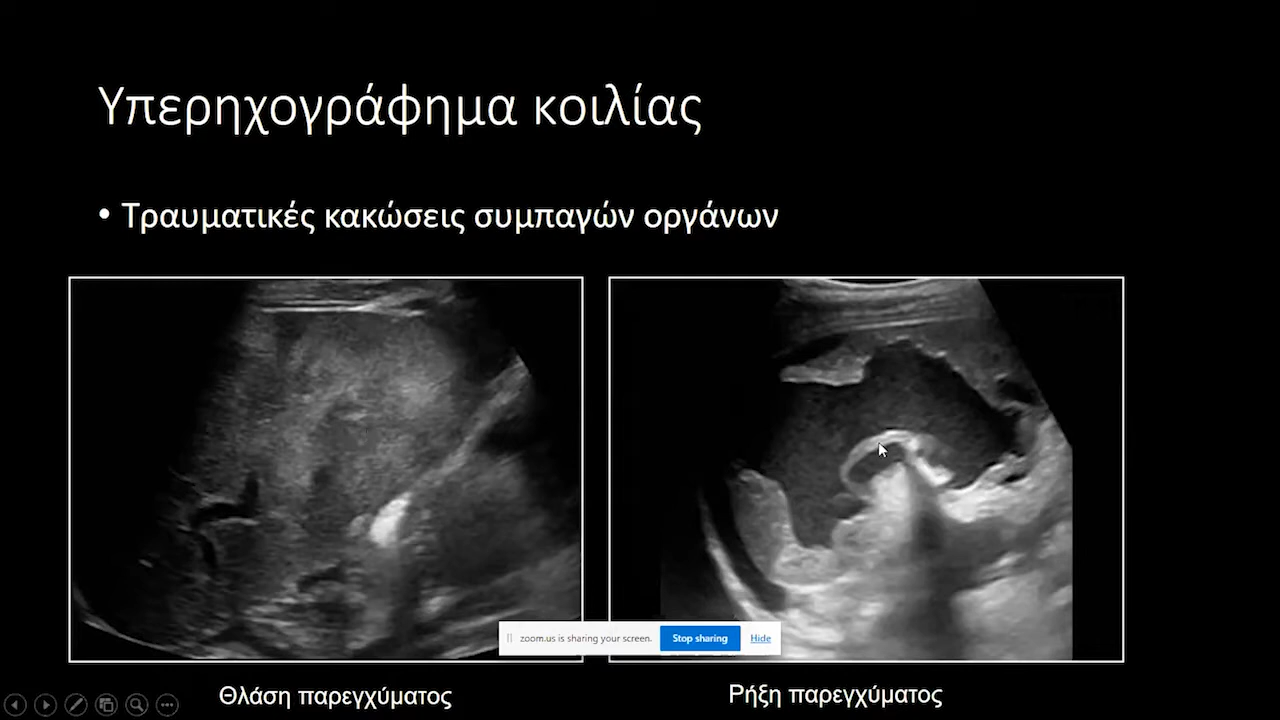 Υπερηχογράφημα κοιλίας
• Τραυματικές κακώσεις συμπαγών οργάνων
zoom.us is sharing your screen. Stop sharing Hide
Θλάση παρεγχύματος
Ρήξη παρεγχύματος